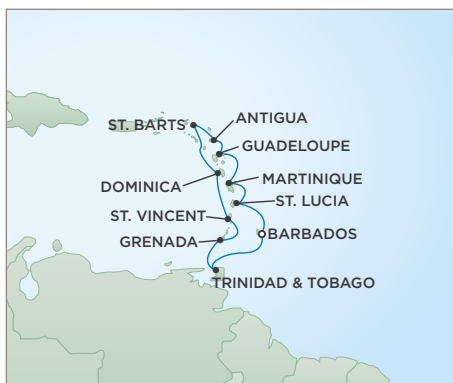 ST. BARTS
ANTIGUA
GUADELOUPE
DOMINICA
MARTINIQUE
ST. LUCIA
ST. VINCENT
BARBADOS
GRENADA
TRINIDAD & TOBAGO